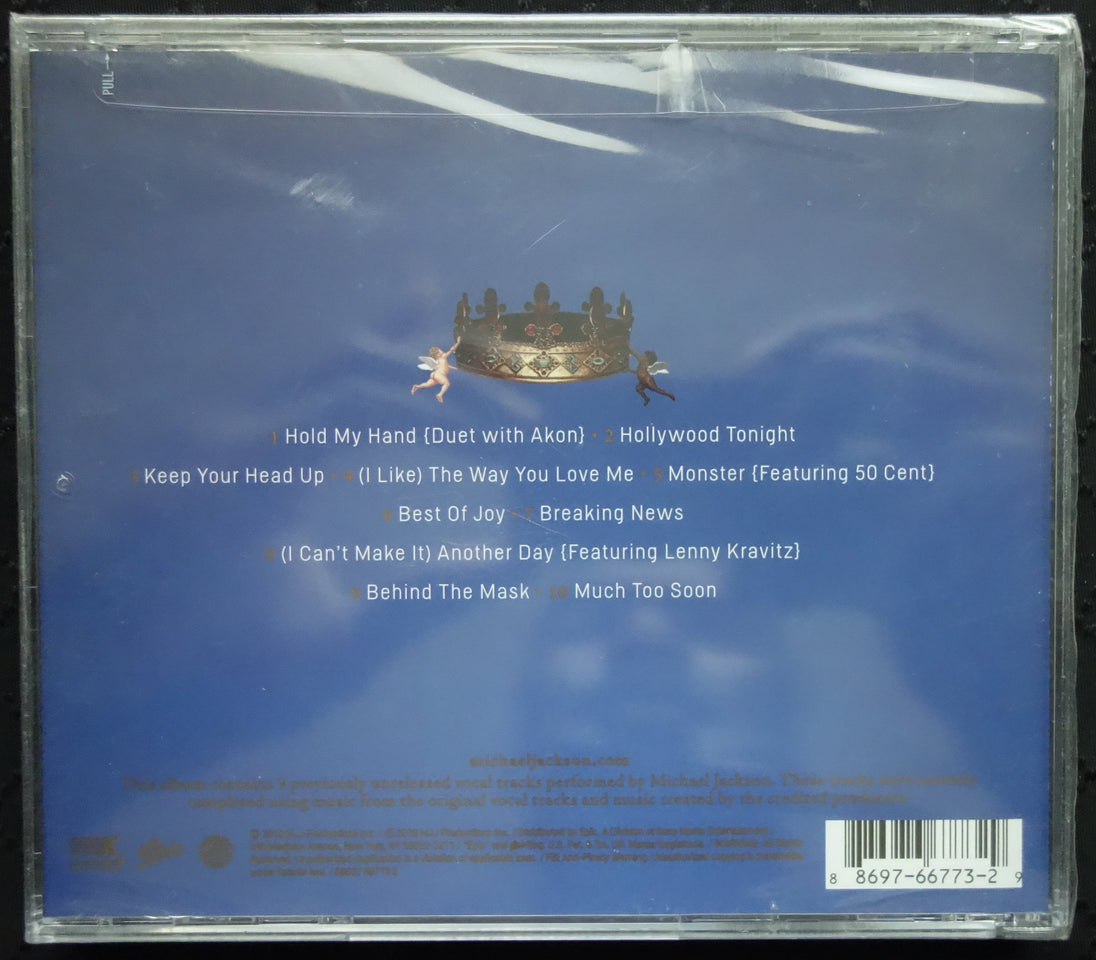 PULL→
1 Hold My Hand {Duet with Akon} • 2 Hollywood Tonight
3 Keep Your Head Up • 4 (I Like) The Way You Love Me • 5 Monster {Featuring 50 Cent}
6 Best Of Joy • 7 Breaking News
8 (I Can't Make It) Another Day {Featuring Lenny Kravitz}
9 Behind The Mask • 10 Much Too Soon
michaeljackson.com
This album contains 9 previously unreleased vocal tracks performed by Michael Jackson. These tracks were recently
completed using music from the original vocal tracks and music created by the credited producers.
8 8697-66773-2 9